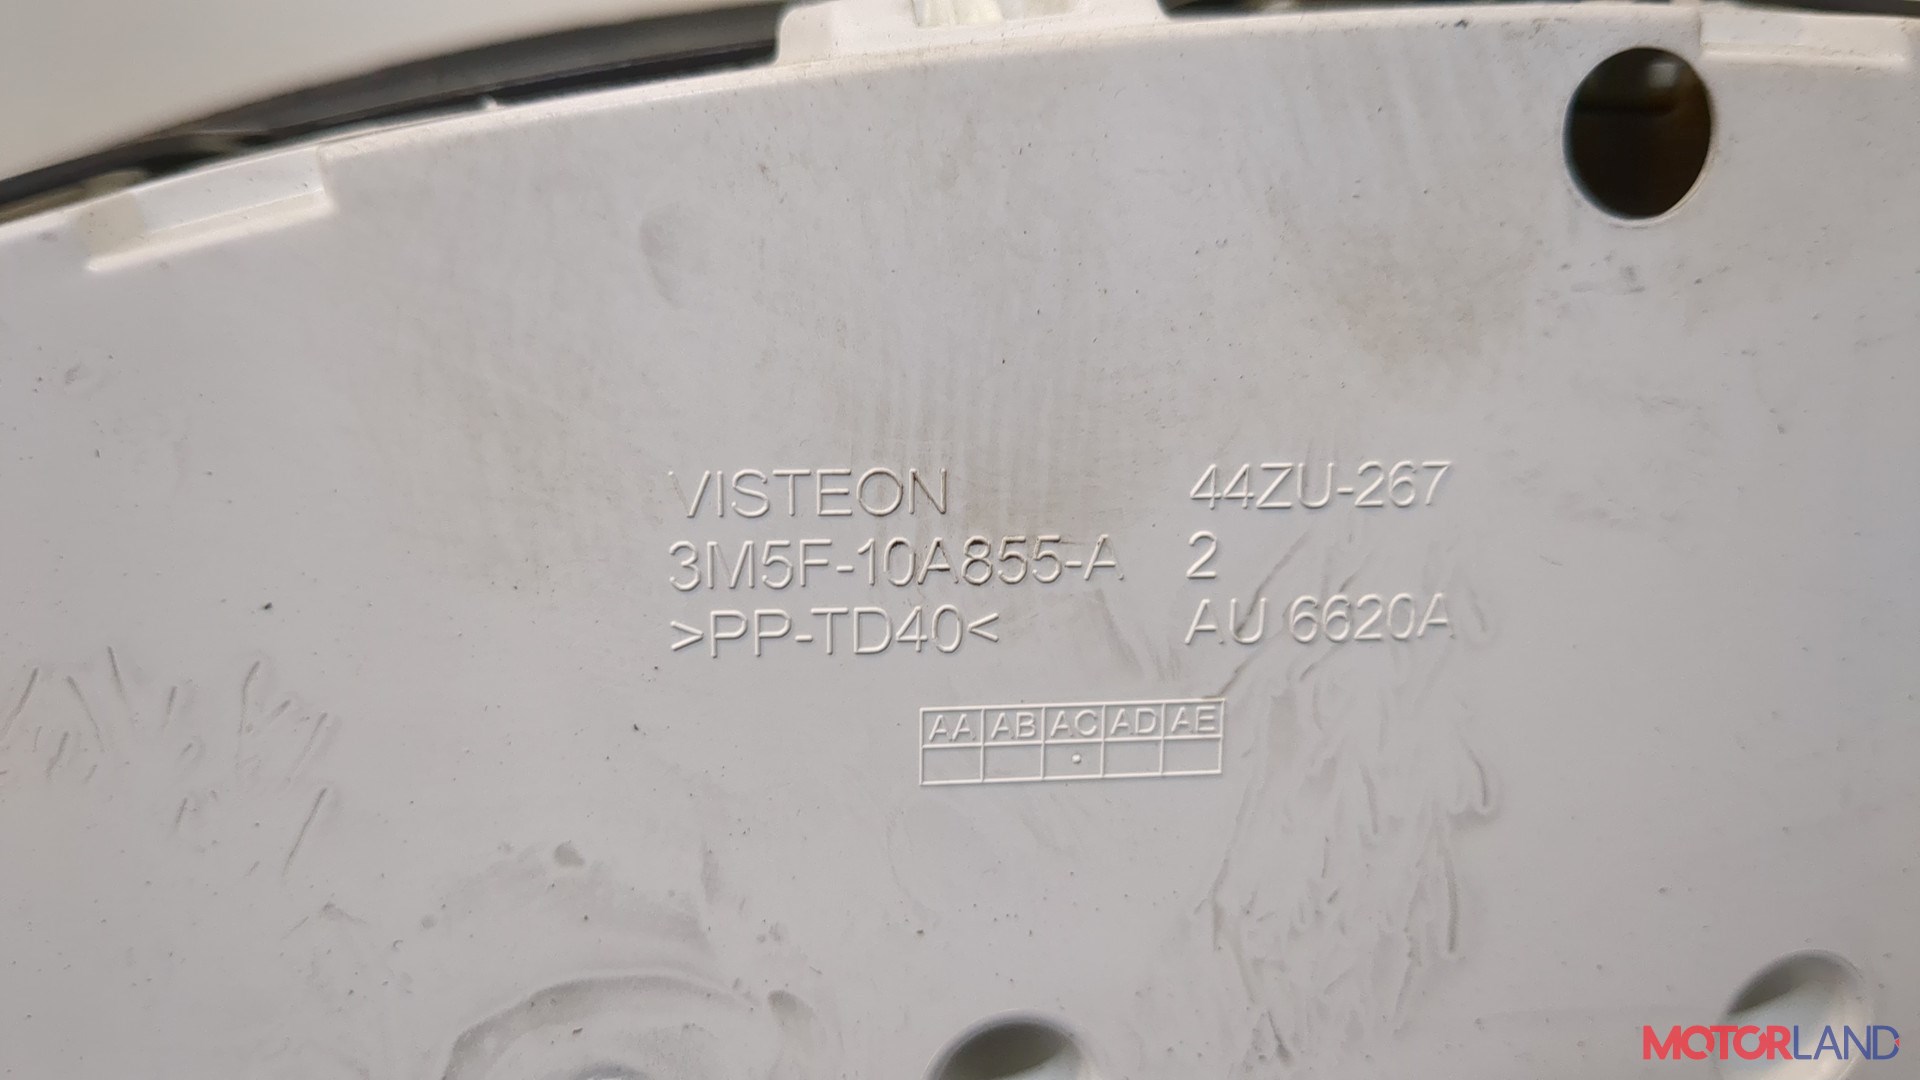 VISTEON 44ZU-267
3M5F-10A855-A 2
>PP-TD40< AU 6620A
AA AB AC AD AE
MOTORLAND